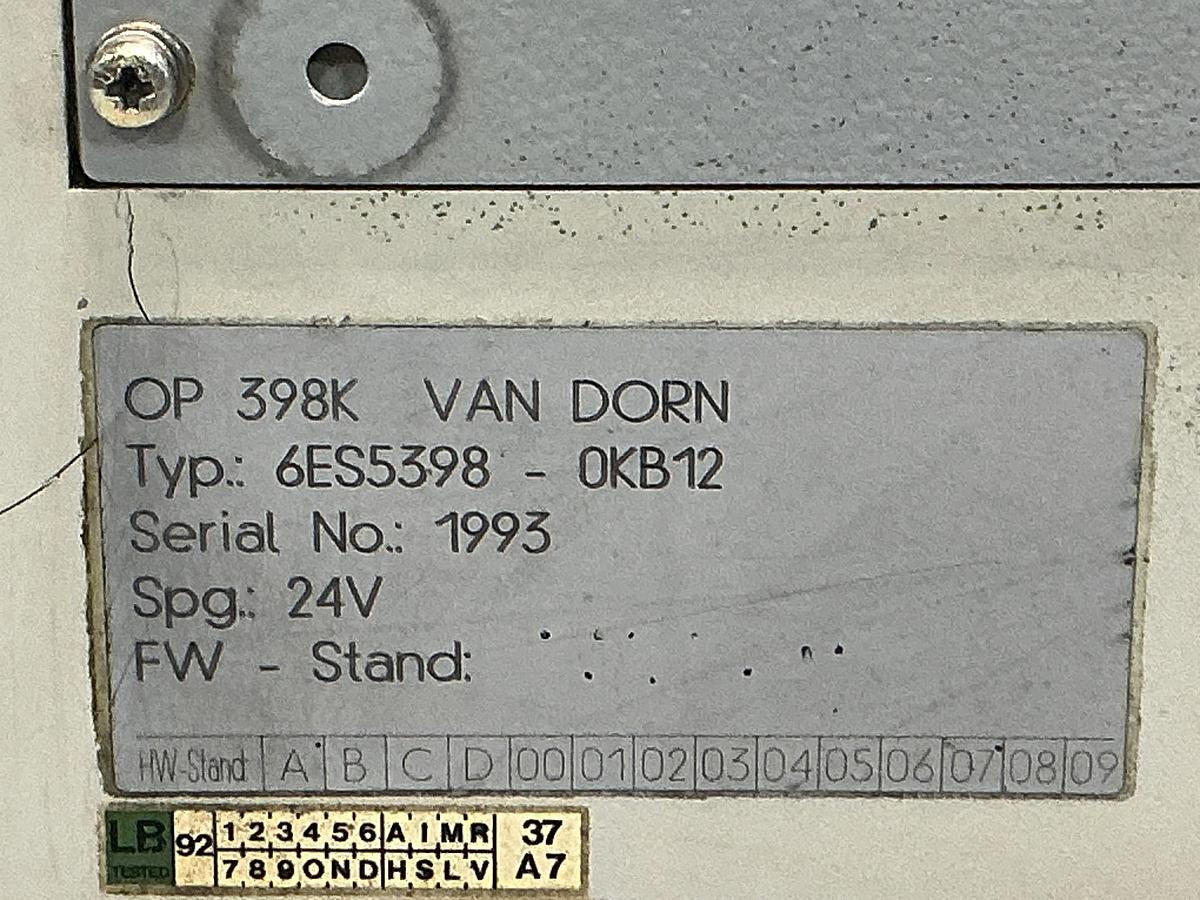 OP 398K VAN DORN
Typ.: 6ES5398 - 0KB12
Serial No.: 1993
Spg.: 24V
FW - Stand:
HW-Stand A B C D 00 01 02 03 04 05 06 07 08 09
LB 92 1 2 3 4 5 6 A I M R 37
TESTED 7 8 9 O N D H S L V A7